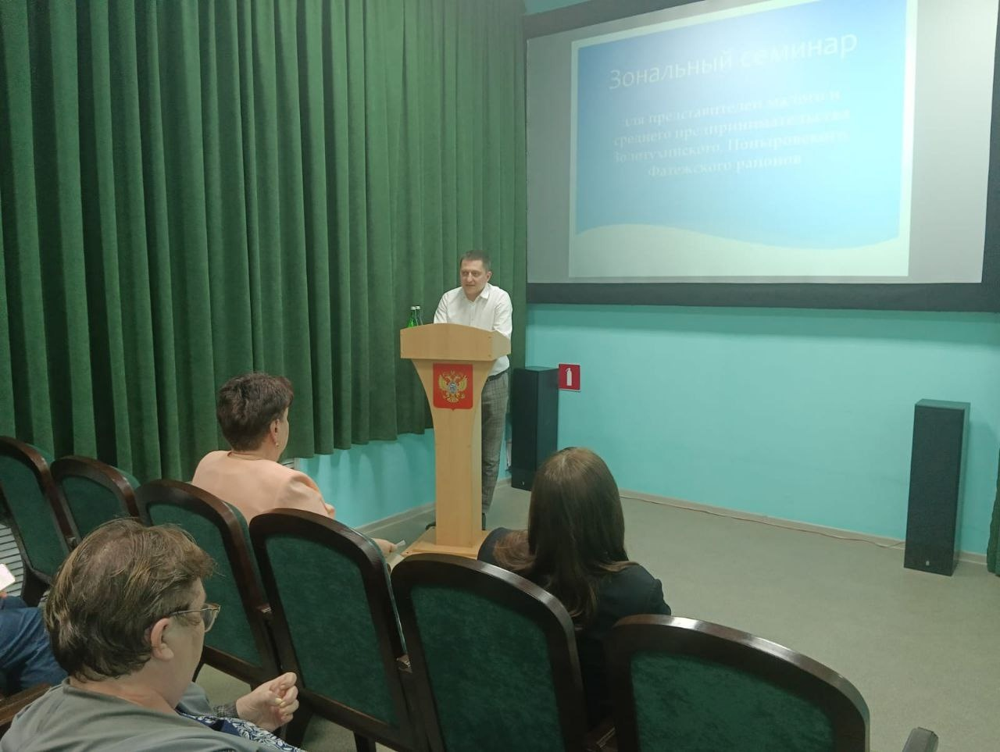 Зональный семинар
для представителей малого и
среднего предпринимательства
Золотухинского, Поныровского,
Фатежского районов